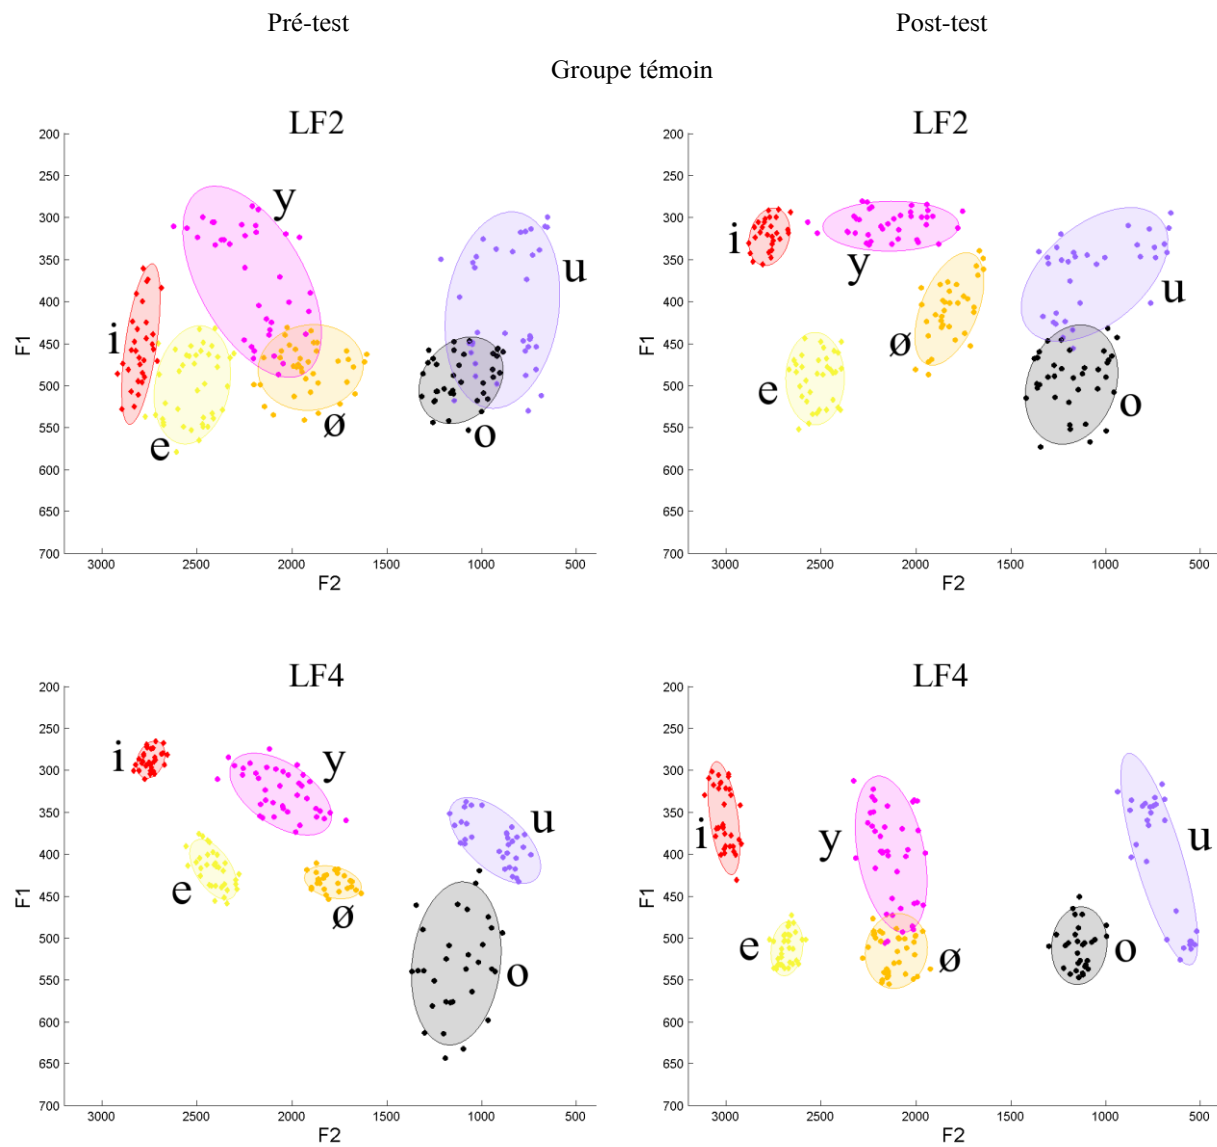 Pré-test
Post-test
Groupe témoin
LF2
200
250
300
350
400
450
500
550
600
650
700
F1
3000
2500
2000
1500
1000
500
F2
i
e
y
ø
o
u
LF2
200
250
300
350
400
450
500
550
600
650
700
F1
3000
2500
2000
1500
1000
500
F2
i
e
y
ø
o
u
LF4
200
250
300
350
400
450
500
550
600
650
700
F1
3000
2500
2000
1500
1000
500
F2
i
e
y
ø
o
u
LF4
200
250
300
350
400
450
500
550
600
650
700
F1
3000
2500
2000
1500
1000
500
F2
i
e
y
ø
o
u